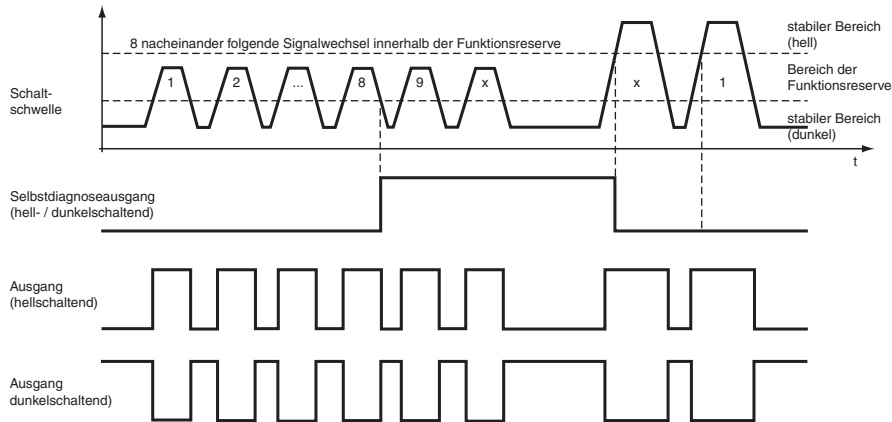 8 nacheinander folgende Signalwechsel innerhalb der Funktionsreserve
stabiler Bereich
(hell)
Schalt-
schwelle
1 2 ... 8 9 x x 1
Bereich der
Funktionsreserve
stabiler Bereich
(dunkel)
t
Selbstdiagnoseausgang
(hell- / dunkelschaltend)
Ausgang
(hellschaltend)
Ausgang
dunkelschaltend)